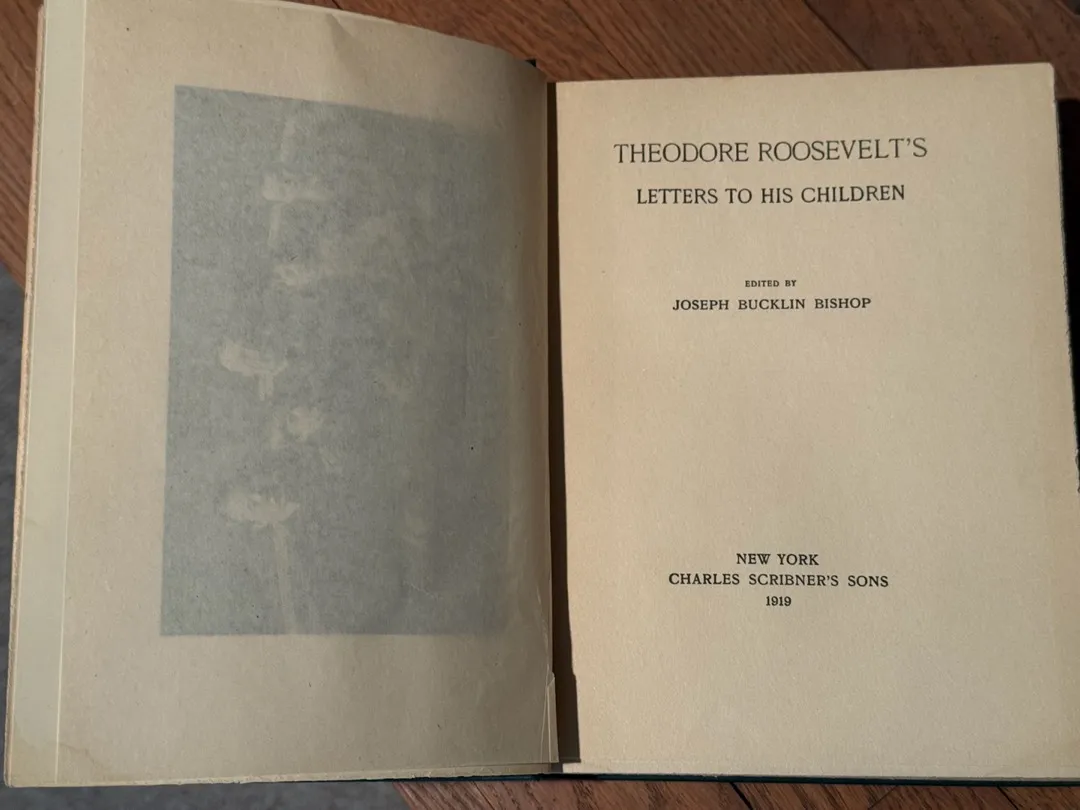 THEODORE ROOSEVELT'S
LETTERS TO HIS CHILDREN
EDITED BY
JOSEPH BUCKLIN BISHOP
NEW YORK
CHARLES SCRIBNER'S SONS
1919